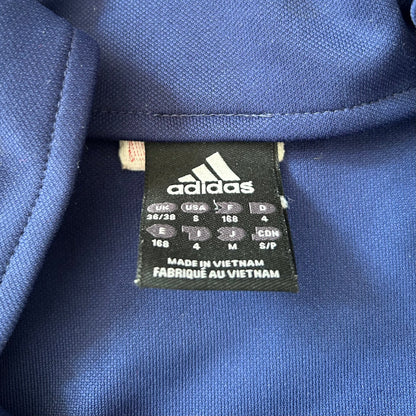 adidas
UK USA F D
36/38 S 168 4
E I J CDN
168 4 M S/P
MADE IN VIETNAM
FABRIQUÉ AU VIETNAM